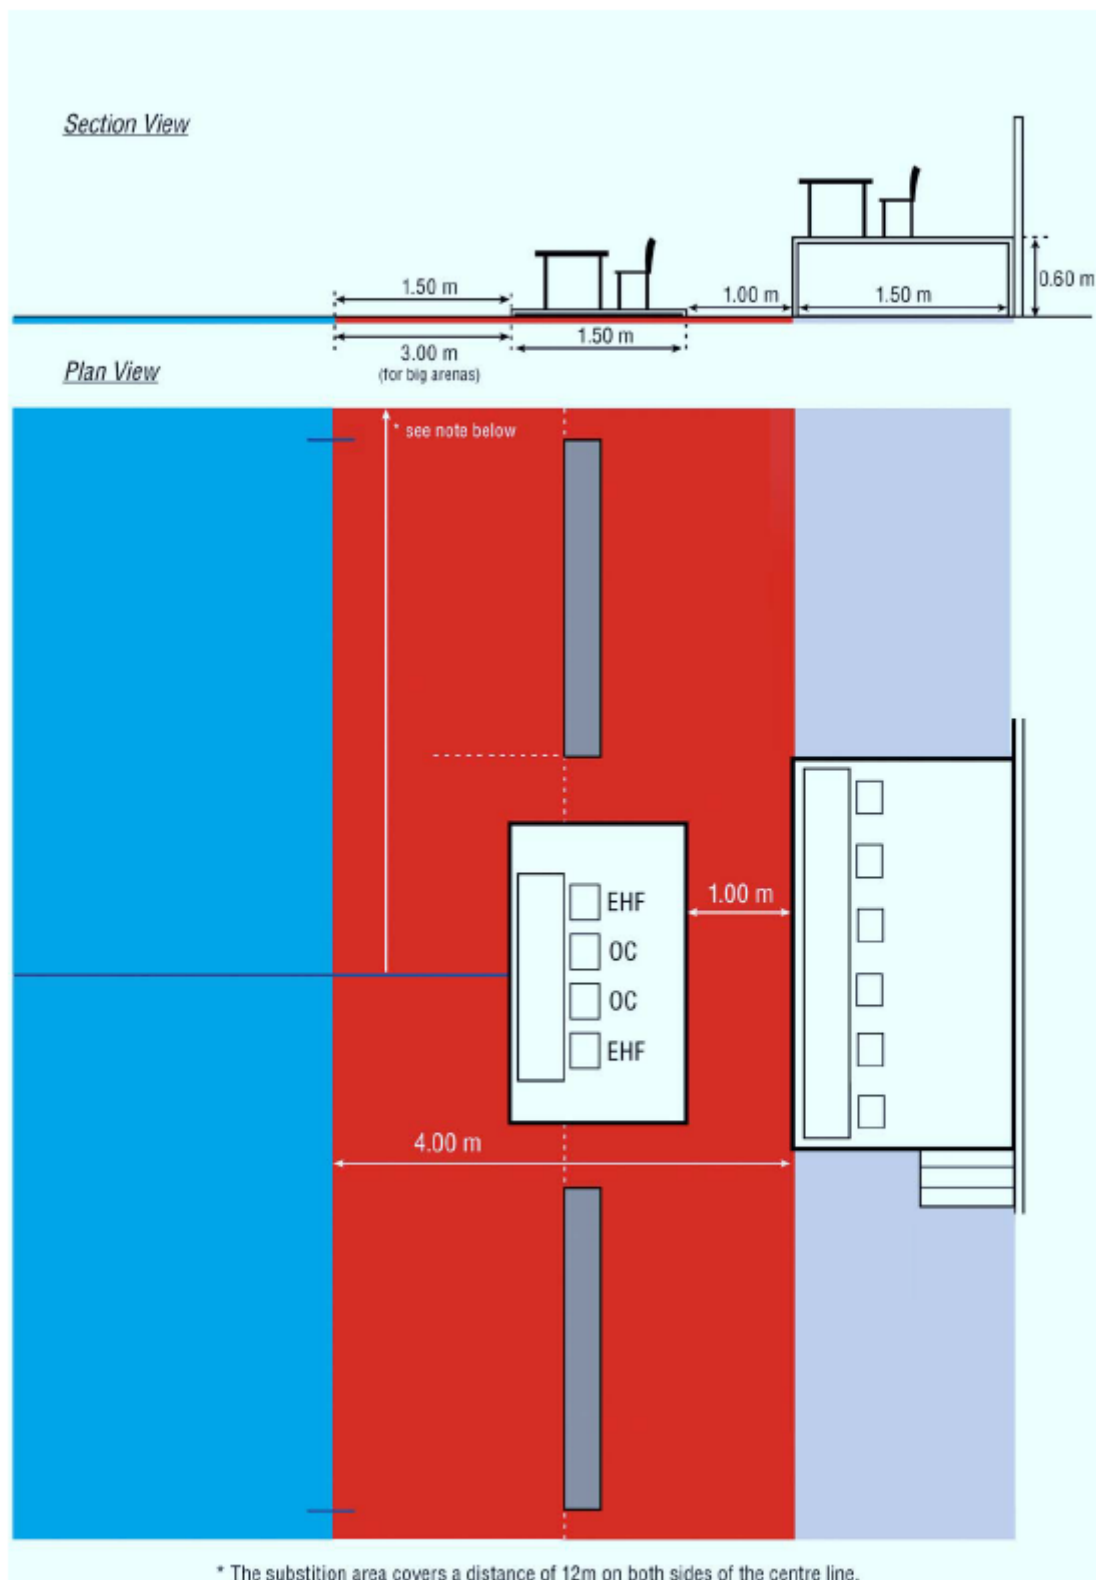 Section View
0.60 m
1.50 m
1.00 m
1.50 m
1.50 m
3.00 m
(for big arenas)
Plan View
* see note below
EHF
1.00 m
OC
OC
EHF
4.00 m
* The substition area covers a distance of 12m on both sides of the centre line.